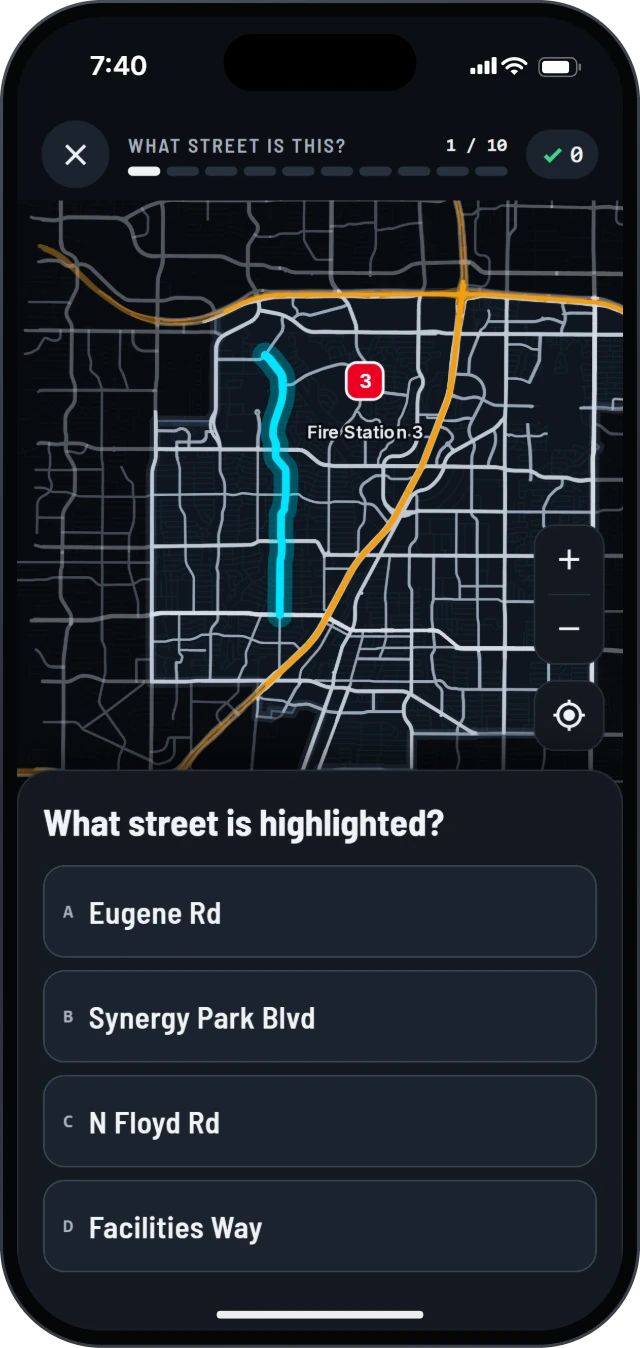 7:40
WHAT STREET IS THIS?
1 / 10
0
3
Fire Station 3
+
−
What street is highlighted?
A Eugene Rd
B Synergy Park Blvd
C N Floyd Rd
D Facilities Way